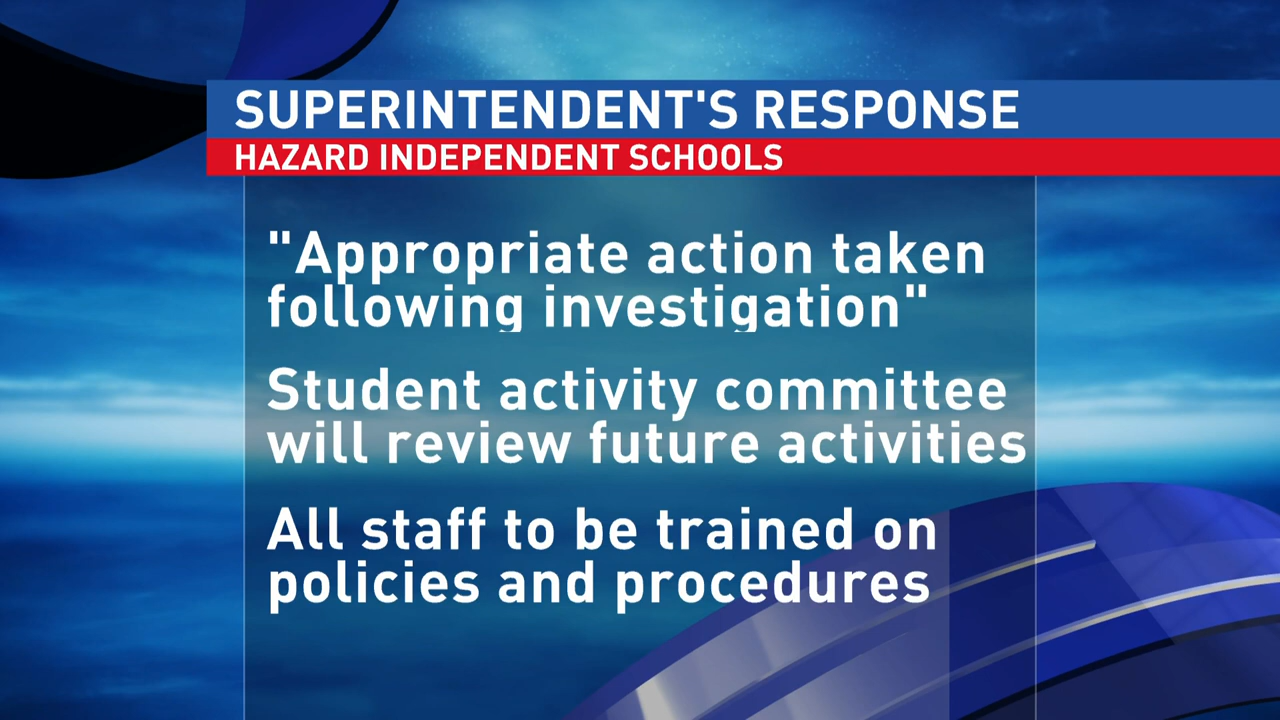 SUPERINTENDENT'S RESPONSE
HAZARD INDEPENDENT SCHOOLS
"Appropriate action taken
following investigation"
Student activity committee
will review future activities
All staff to be trained on
policies and procedures